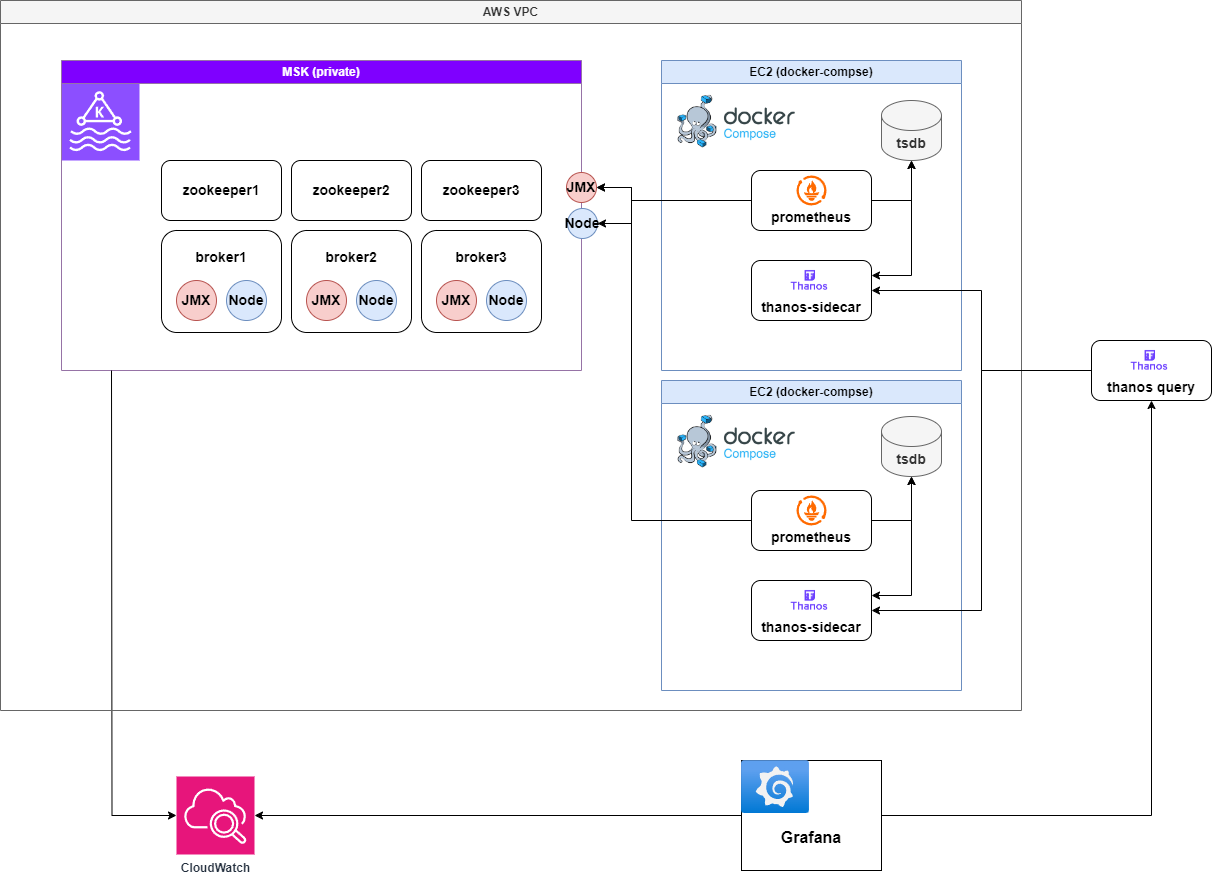 AWS VPC
MSK (private)
K
zookeeper1
zookeeper2
zookeeper3
broker1
broker2
broker3
JMX
Node
JMX
Node
JMX
Node
JMX
Node
EC2 (docker-compse)
docker
Compose
tsdb
prometheus
Thanos
thanos-sidecar
EC2 (docker-compse)
docker
Compose
tsdb
prometheus
Thanos
thanos-sidecar
Thanos
thanos query
CloudWatch
Grafana